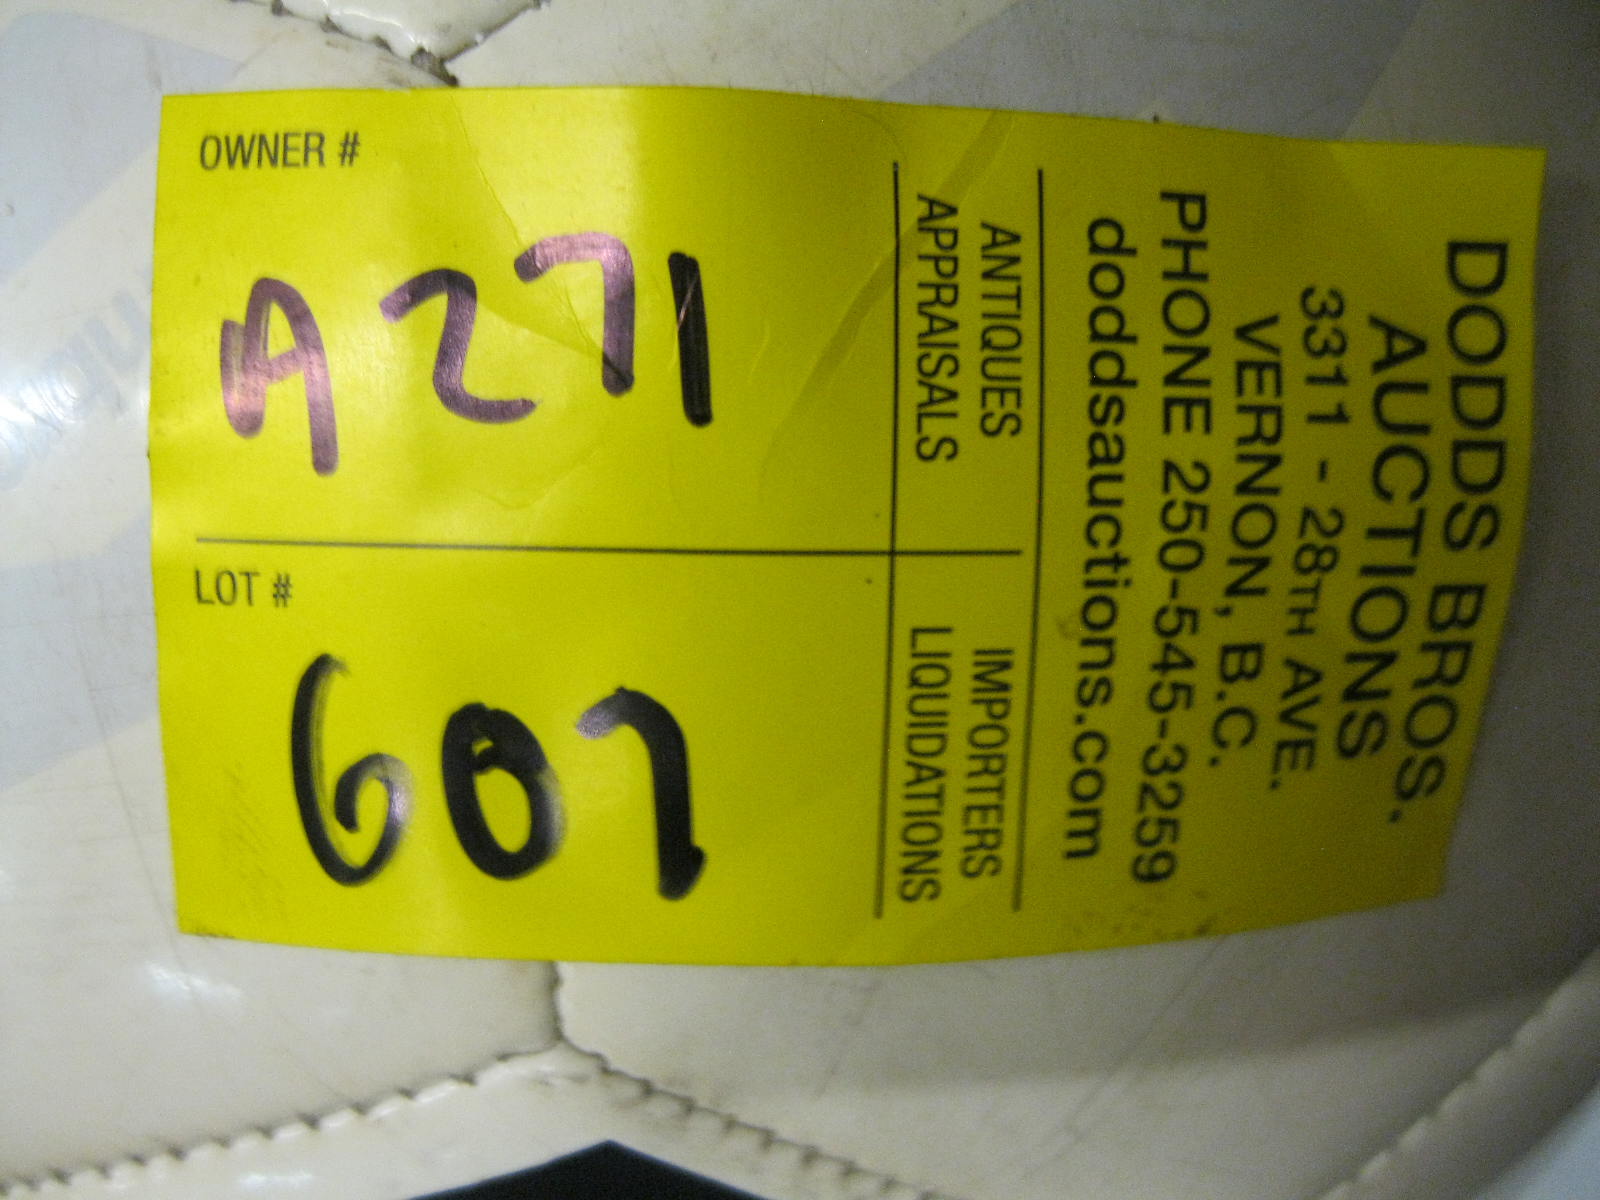 DODDS BROS.
AUCTIONS
3311 - 28TH AVE.
VERNON, B.C.
PHONE 250-545-3259
doddsauctions.com
ANTIQUES
APPRAISALS
IMPORTERS
LIQUIDATIONS
OWNER #
A271
LOT #
607